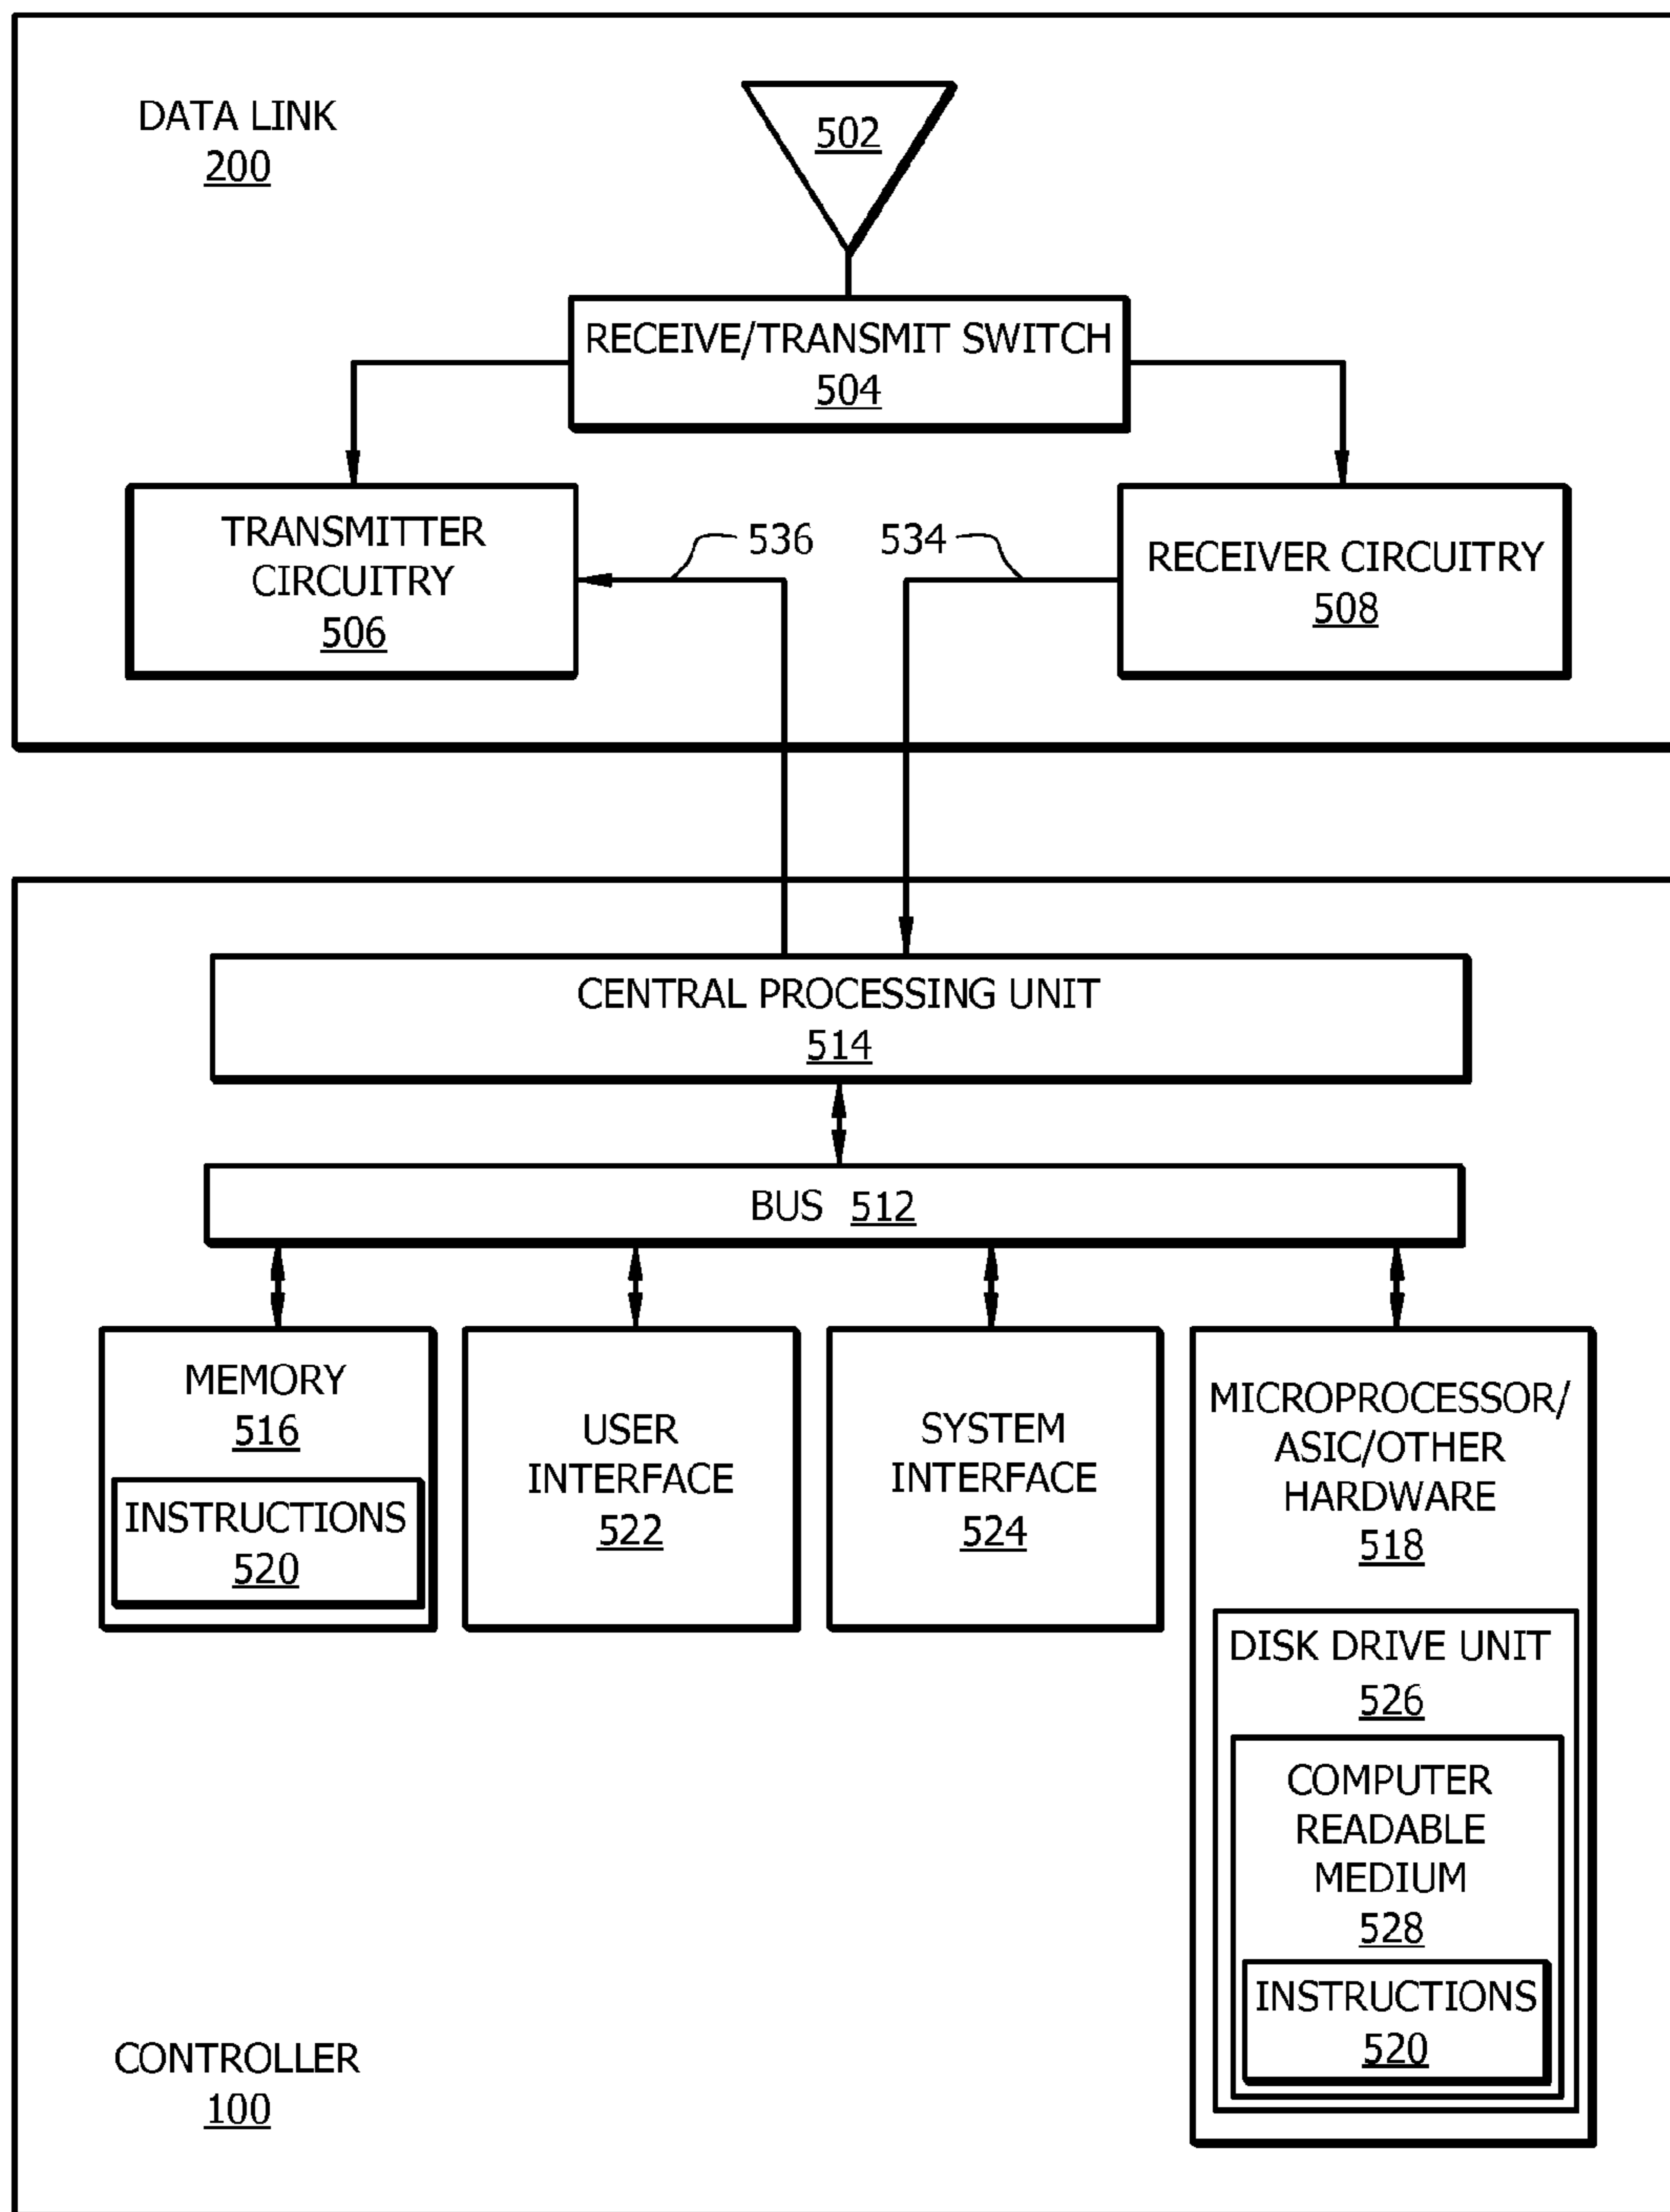 DATA LINK
200
502
RECEIVE/TRANSMIT SWITCH
504
TRANSMITTER
CIRCUITRY
506
536
534
RECEIVER CIRCUITRY
508
CENTRAL PROCESSING UNIT
514
BUS 512
MEMORY
516
INSTRUCTIONS
520
USER
INTERFACE
522
SYSTEM
INTERFACE
524
MICROPROCESSOR/
ASIC/OTHER
HARDWARE
518
DISK DRIVE UNIT
526
COMPUTER
READABLE
MEDIUM
528
INSTRUCTIONS
520
CONTROLLER
100